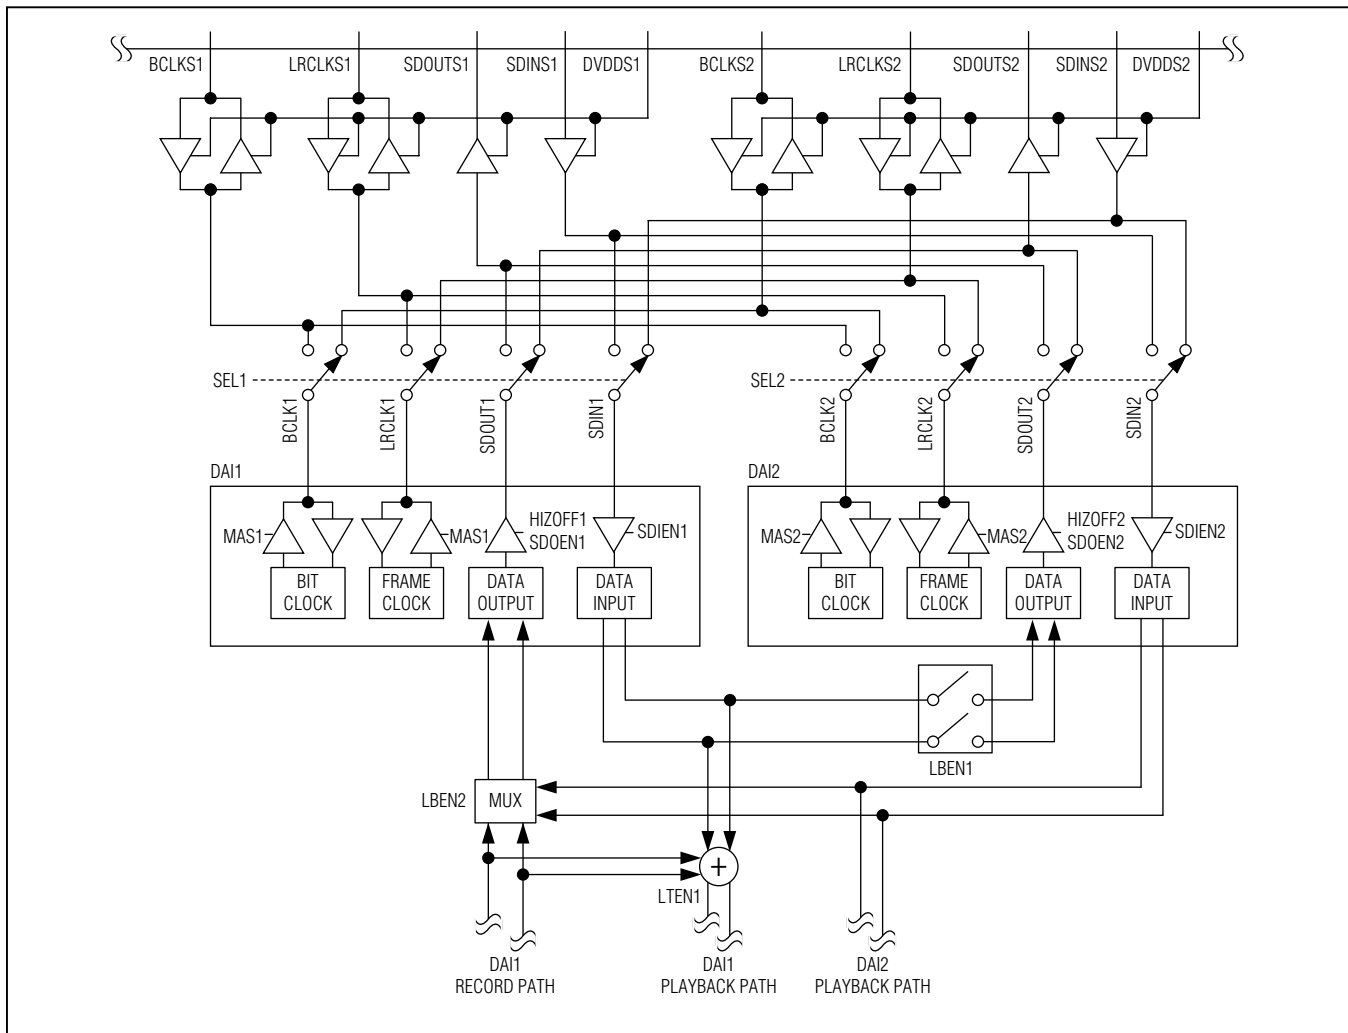 BCLKS1 LRCLKS1 SDOUTS1 SDINS1 DVDDS1 BCLKS2 LRCLKS2 SDOUTS2 SDINS2 DVDDS2
SEL1
SEL2
BCLK1
LRCLK1
SDOUT1
SDIN1
BCLK2
LRCLK2
SDOUT2
SDIN2
DAI1
DAI2
MAS1
MAS1
HIZOFF1
SDOEN1
SDIEN1
MAS2
MAS2
HIZOFF2
SDOEN2
SDIEN2
BIT
CLOCK
FRAME
CLOCK
DATA
OUTPUT
DATA
INPUT
BIT
CLOCK
FRAME
CLOCK
DATA
OUTPUT
DATA
INPUT
LBEN1
LBEN2
MUX
+
LTEN1
DAI1
RECORD PATH
DAI1
PLAYBACK PATH
DAI2
PLAYBACK PATH